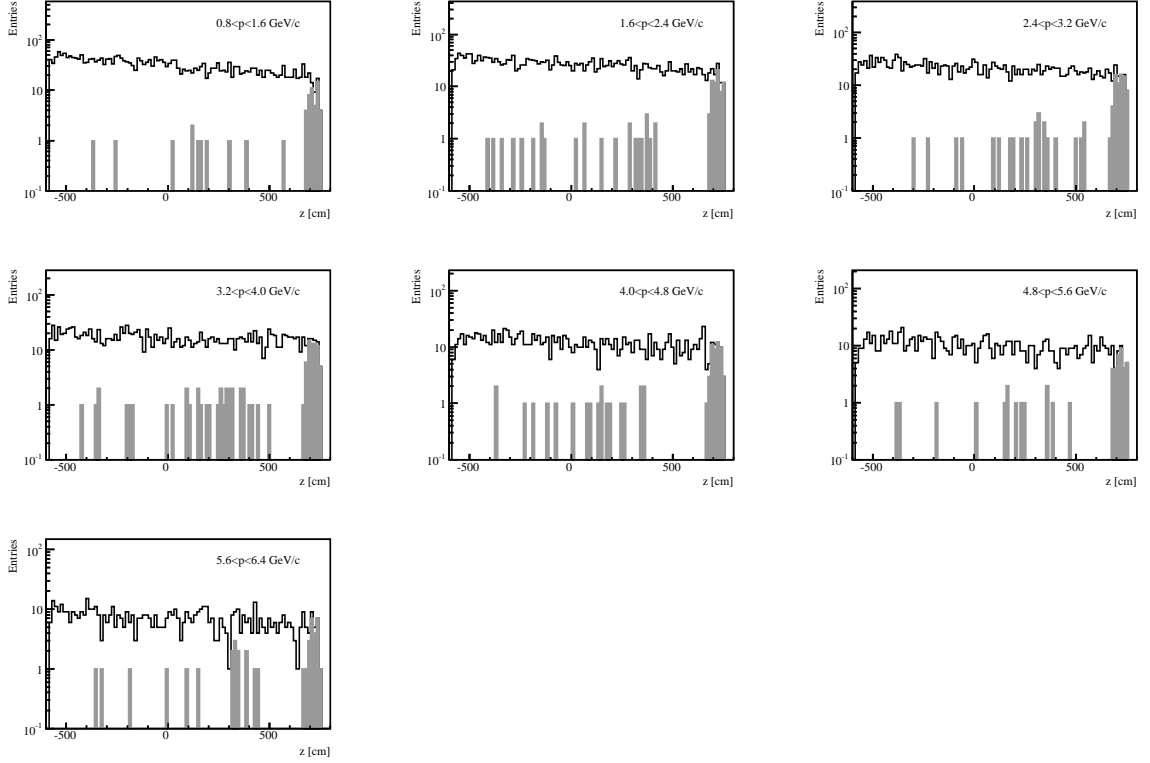 Entries
0.8<p<1.6 GeV/c
10²
10
1
10⁻¹
-500 0 500
z [cm]
Entries
1.6<p<2.4 GeV/c
10²
10
1
10⁻¹
-500 0 500
z [cm]
Entries
2.4<p<3.2 GeV/c
10²
10
1
10⁻¹
-500 0 500
z [cm]
Entries
3.2<p<4.0 GeV/c
10²
10
1
10⁻¹
-500 0 500
z [cm]
Entries
4.0<p<4.8 GeV/c
10²
10
1
10⁻¹
-500 0 500
z [cm]
Entries
4.8<p<5.6 GeV/c
10²
10
1
10⁻¹
-500 0 500
z [cm]
Entries
5.6<p<6.4 GeV/c
10²
10
1
10⁻¹
-500 0 500
z [cm]